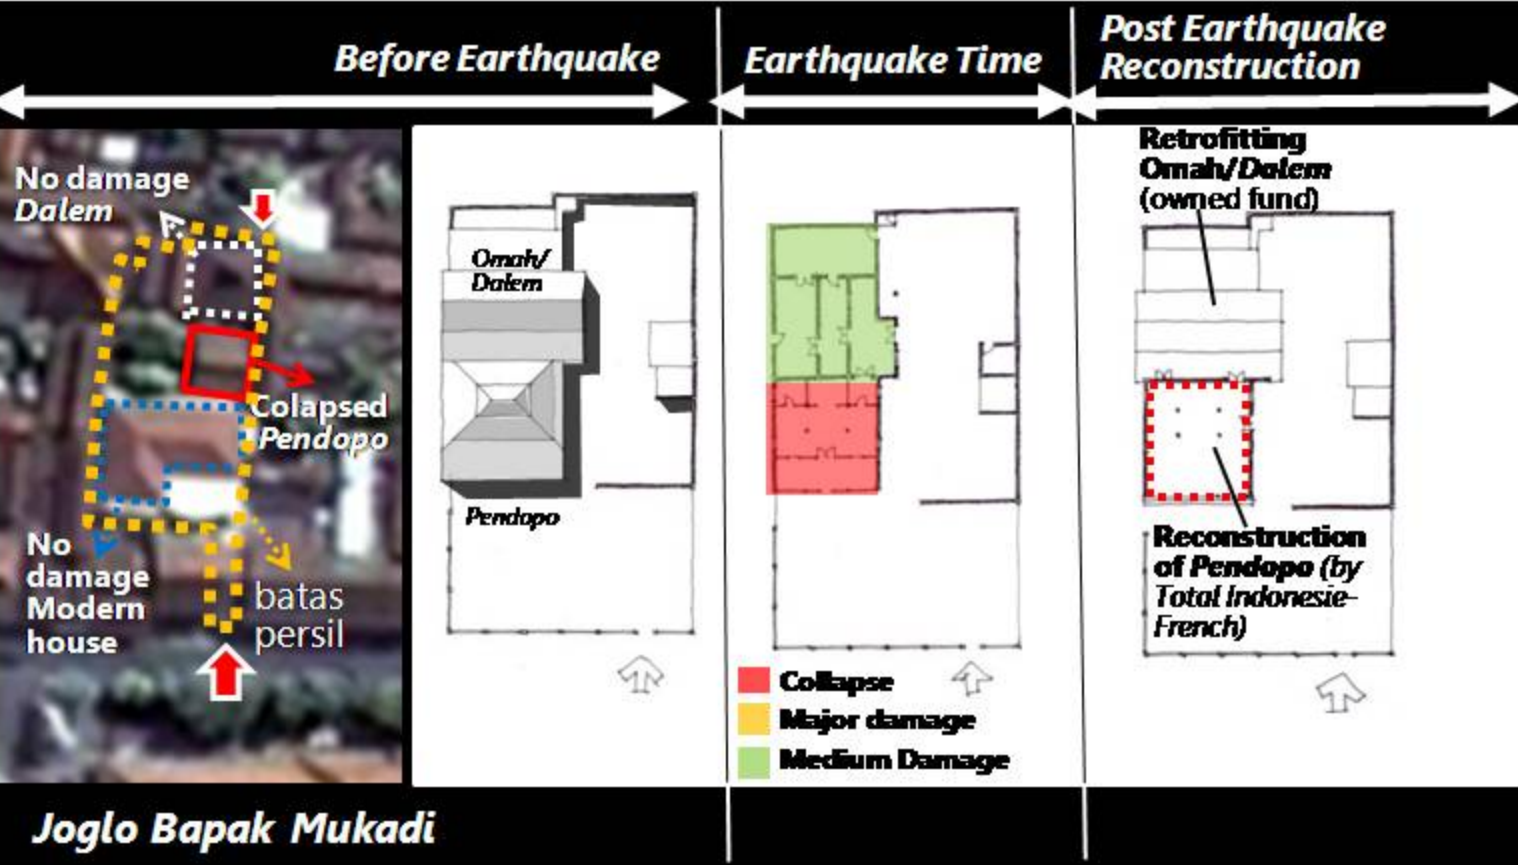 Before Earthquake
Earthquake Time
Post Earthquake
Reconstruction
No damage
Dalem
Colapsed
Pendopo
No
damage
Modern
house
batas
persil
Omah/
Dalem
Pendopo
Collapse
Major damage
Medium Damage
Retrofitting
Omah/Dalem
(owned fund)
Reconstruction
of Pendopo (by
Total Indonesie-
French)
Joglo Bapak Mukadi